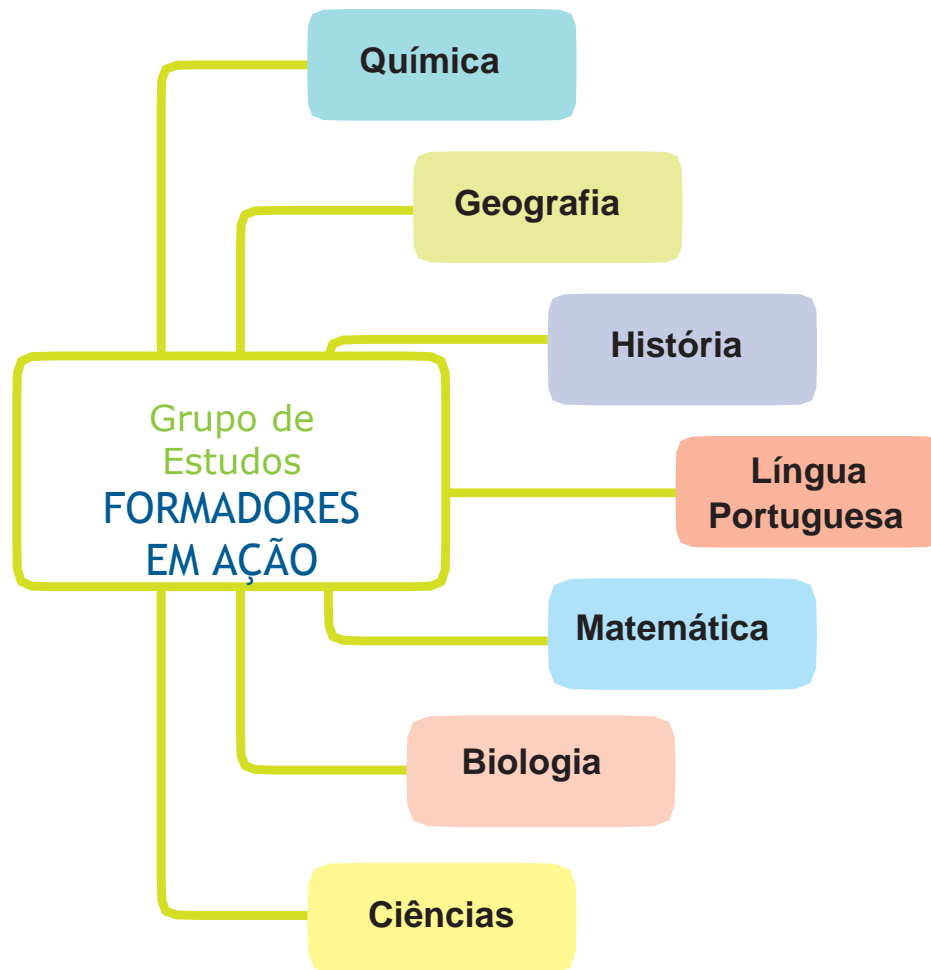 Química
Geografia
História
Grupo de
Estudos
FORMADORES
EM AÇÃO
Língua
Portuguesa
Matemática
Biologia
Ciências